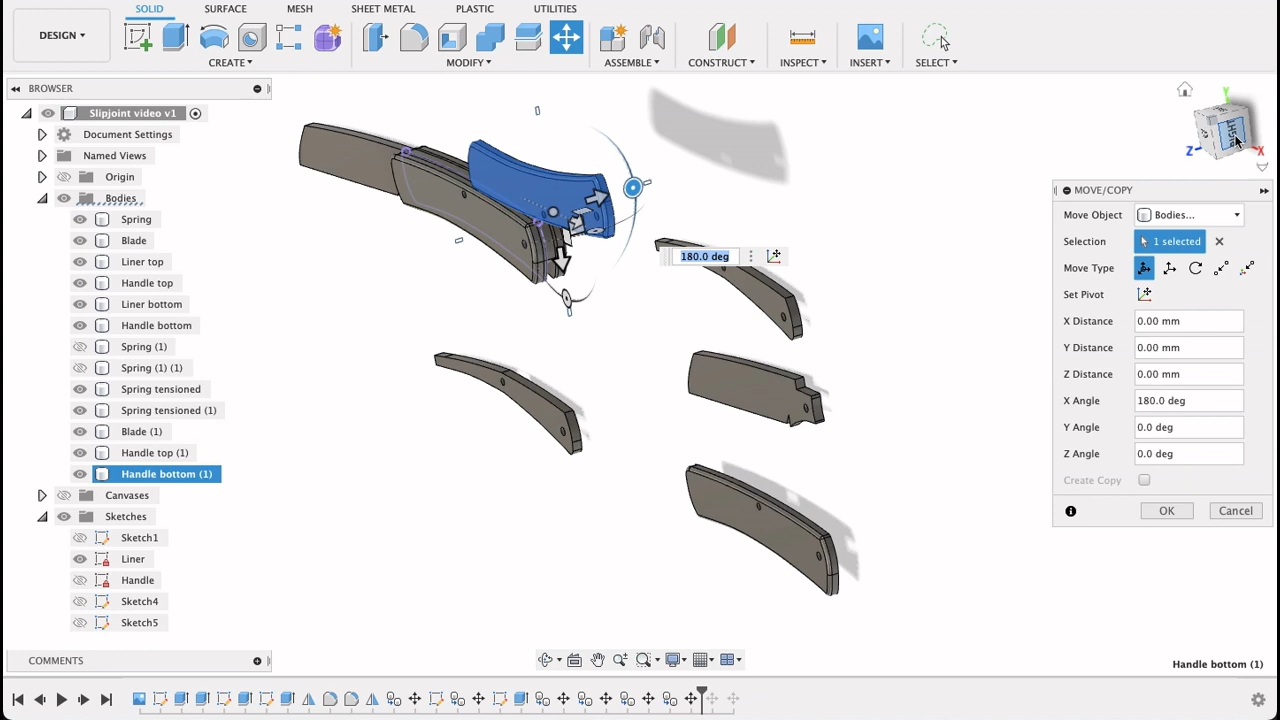 SOLID SURFACE MESH SHEET METAL PLASTIC UTILITIES
DESIGN
CREATE MODIFY ASSEMBLE CONSTRUCT INSPECT INSERT SELECT
BROWSER
Slipjoint video v1
Document Settings
Named Views
Origin
Bodies
Spring
Blade
Liner top
Handle top
Liner bottom
Handle bottom
Spring (1)
Spring (1) (1)
Spring tensioned
Spring tensioned (1)
Blade (1)
Handle top (1)
Handle bottom (1)
Canvases
Sketches
Sketch1
Liner
Handle
Sketch4
Sketch5
COMMENTS
180.0 deg
Y
Z
X
MOVE/COPY
Move Object Bodies...
Selection 1 selected
Move Type
Set Pivot
X Distance 0.00 mm
Y Distance 0.00 mm
Z Distance 0.00 mm
X Angle 180.0 deg
Y Angle 0.0 deg
Z Angle 0.0 deg
Create Copy
OK Cancel
Handle bottom (1)